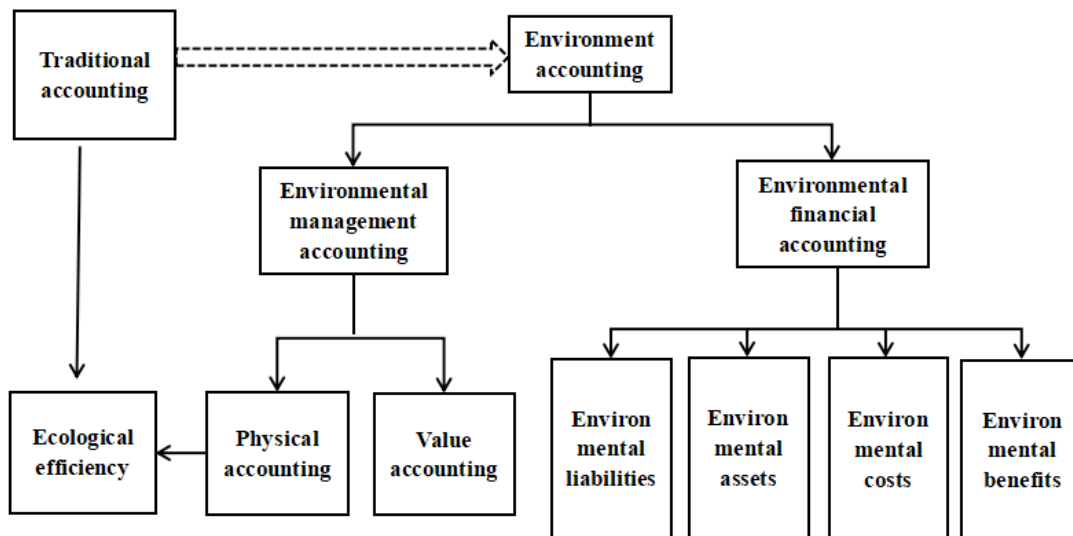 Traditional
accounting
Environment
accounting
Environmental
management
accounting
Environmental
financial
accounting
Ecological
efficiency
Physical
accounting
Value
accounting
Environ
mental
liabilities
Environ
mental
assets
Environ
mental
costs
Environ
mental
benefits